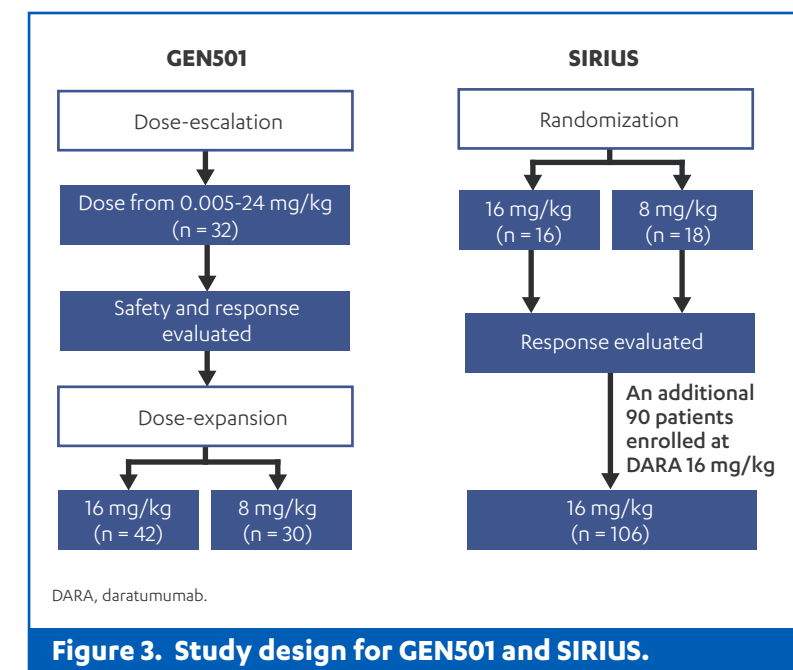 GEN501
Dose-escalation
Dose from 0.005-24 mg/kg
(n = 32)
Safety and response
evaluated
Dose-expansion
16 mg/kg
(n = 42)
8 mg/kg
(n = 30)
SIRIUS
Randomization
16 mg/kg
(n = 16)
8 mg/kg
(n = 18)
Response evaluated
An additional
90 patients
enrolled at
DARA 16 mg/kg
16 mg/kg
(n = 106)
DARA, daratumumab.
Figure 3. Study design for GEN501 and SIRIUS.